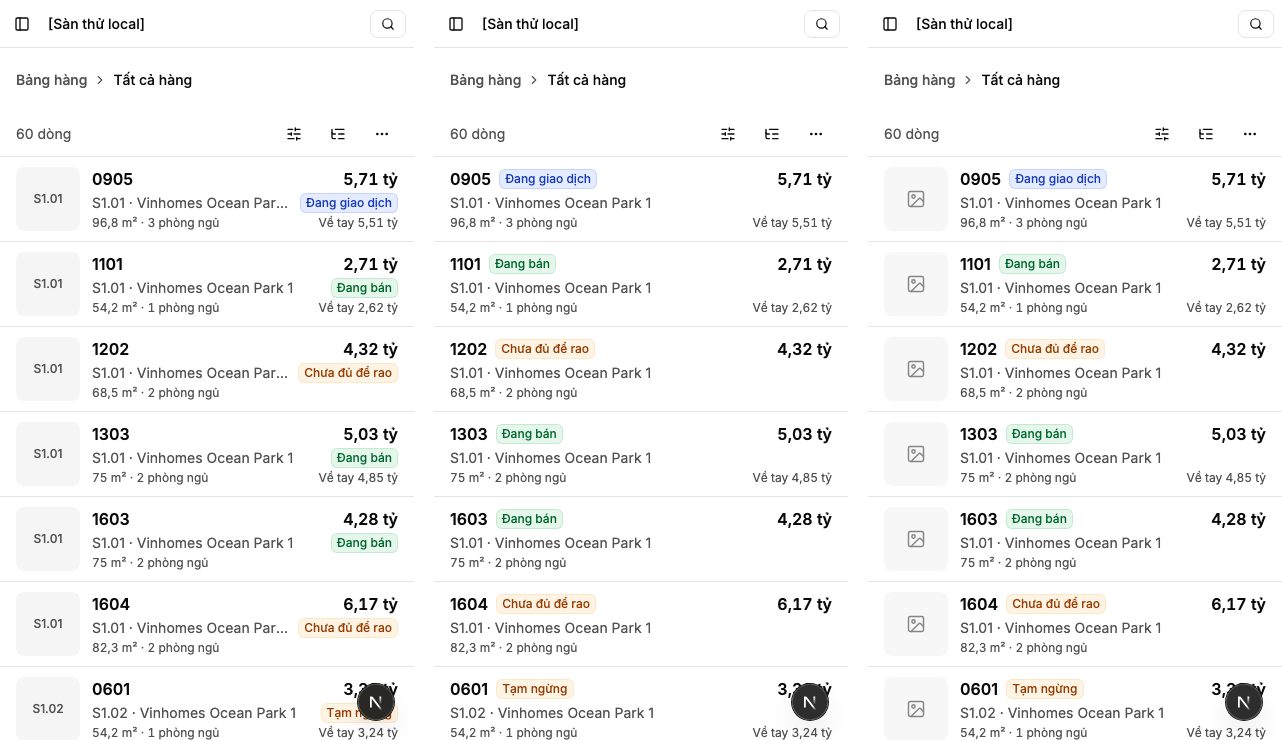 [Sàn thử local]
Bảng hàng > Tất cả hàng
60 dòng
S1.01
0905 5,71 tỷ
S1.01 · Vinhomes Ocean Par... Đang giao dịch
96,8 m² · 3 phòng ngủ Về tay 5,51 tỷ
S1.01
1101 2,71 tỷ
S1.01 · Vinhomes Ocean Park 1 Đang bán
54,2 m² · 1 phòng ngủ Về tay 2,62 tỷ
S1.01
1202 4,32 tỷ
S1.01 · Vinhomes Ocean Par... Chưa đủ để rao
68,5 m² · 2 phòng ngủ
S1.01
1303 5,03 tỷ
S1.01 · Vinhomes Ocean Park 1 Đang bán
75 m² · 2 phòng ngủ Về tay 4,85 tỷ
S1.01
1603 4,28 tỷ
S1.01 · Vinhomes Ocean Park 1 Đang bán
75 m² · 2 phòng ngủ
S1.01
1604 6,17 tỷ
S1.01 · Vinhomes Ocean Par... Chưa đủ để rao
82,3 m² · 2 phòng ngủ
S1.02
0601
S1.02 · Vinhomes Ocean Park 1
54,2 m² · 1 phòng ngủ Về tay 3,24 tỷ
N
[Sàn thử local]
Bảng hàng > Tất cả hàng
60 dòng
0905 Đang giao dịch 5,71 tỷ
S1.01 · Vinhomes Ocean Park 1
96,8 m² · 3 phòng ngủ Về tay 5,51 tỷ
1101 Đang bán 2,71 tỷ
S1.01 · Vinhomes Ocean Park 1
54,2 m² · 1 phòng ngủ Về tay 2,62 tỷ
1202 Chưa đủ để rao 4,32 tỷ
S1.01 · Vinhomes Ocean Park 1
68,5 m² · 2 phòng ngủ
1303 Đang bán 5,03 tỷ
S1.01 · Vinhomes Ocean Park 1
75 m² · 2 phòng ngủ Về tay 4,85 tỷ
1603 Đang bán 4,28 tỷ
S1.01 · Vinhomes Ocean Park 1
75 m² · 2 phòng ngủ
1604 Chưa đủ để rao 6,17 tỷ
S1.01 · Vinhomes Ocean Park 1
82,3 m² · 2 phòng ngủ
0601 Tạm ngừng
S1.02 · Vinhomes Ocean Park 1
54,2 m² · 1 phòng ngủ Về tay 3,24 tỷ
N
[Sàn thử local]
Bảng hàng > Tất cả hàng
60 dòng
0905 Đang giao dịch 5,71 tỷ
S1.01 · Vinhomes Ocean Park 1
96,8 m² · 3 phòng ngủ Về tay 5,51 tỷ
1101 Đang bán 2,71 tỷ
S1.01 · Vinhomes Ocean Park 1
54,2 m² · 1 phòng ngủ Về tay 2,62 tỷ
1202 Chưa đủ để rao 4,32 tỷ
S1.01 · Vinhomes Ocean Park 1
68,5 m² · 2 phòng ngủ
1303 Đang bán 5,03 tỷ
S1.01 · Vinhomes Ocean Park 1
75 m² · 2 phòng ngủ Về tay 4,85 tỷ
1603 Đang bán 4,28 tỷ
S1.01 · Vinhomes Ocean Park 1
75 m² · 2 phòng ngủ
1604 Chưa đủ để rao 6,17 tỷ
S1.01 · Vinhomes Ocean Park 1
82,3 m² · 2 phòng ngủ
0601 Tạm ngừng
S1.02 · Vinhomes Ocean Park 1
54,2 m² · 1 phòng ngủ Về tay 3,24 tỷ
N